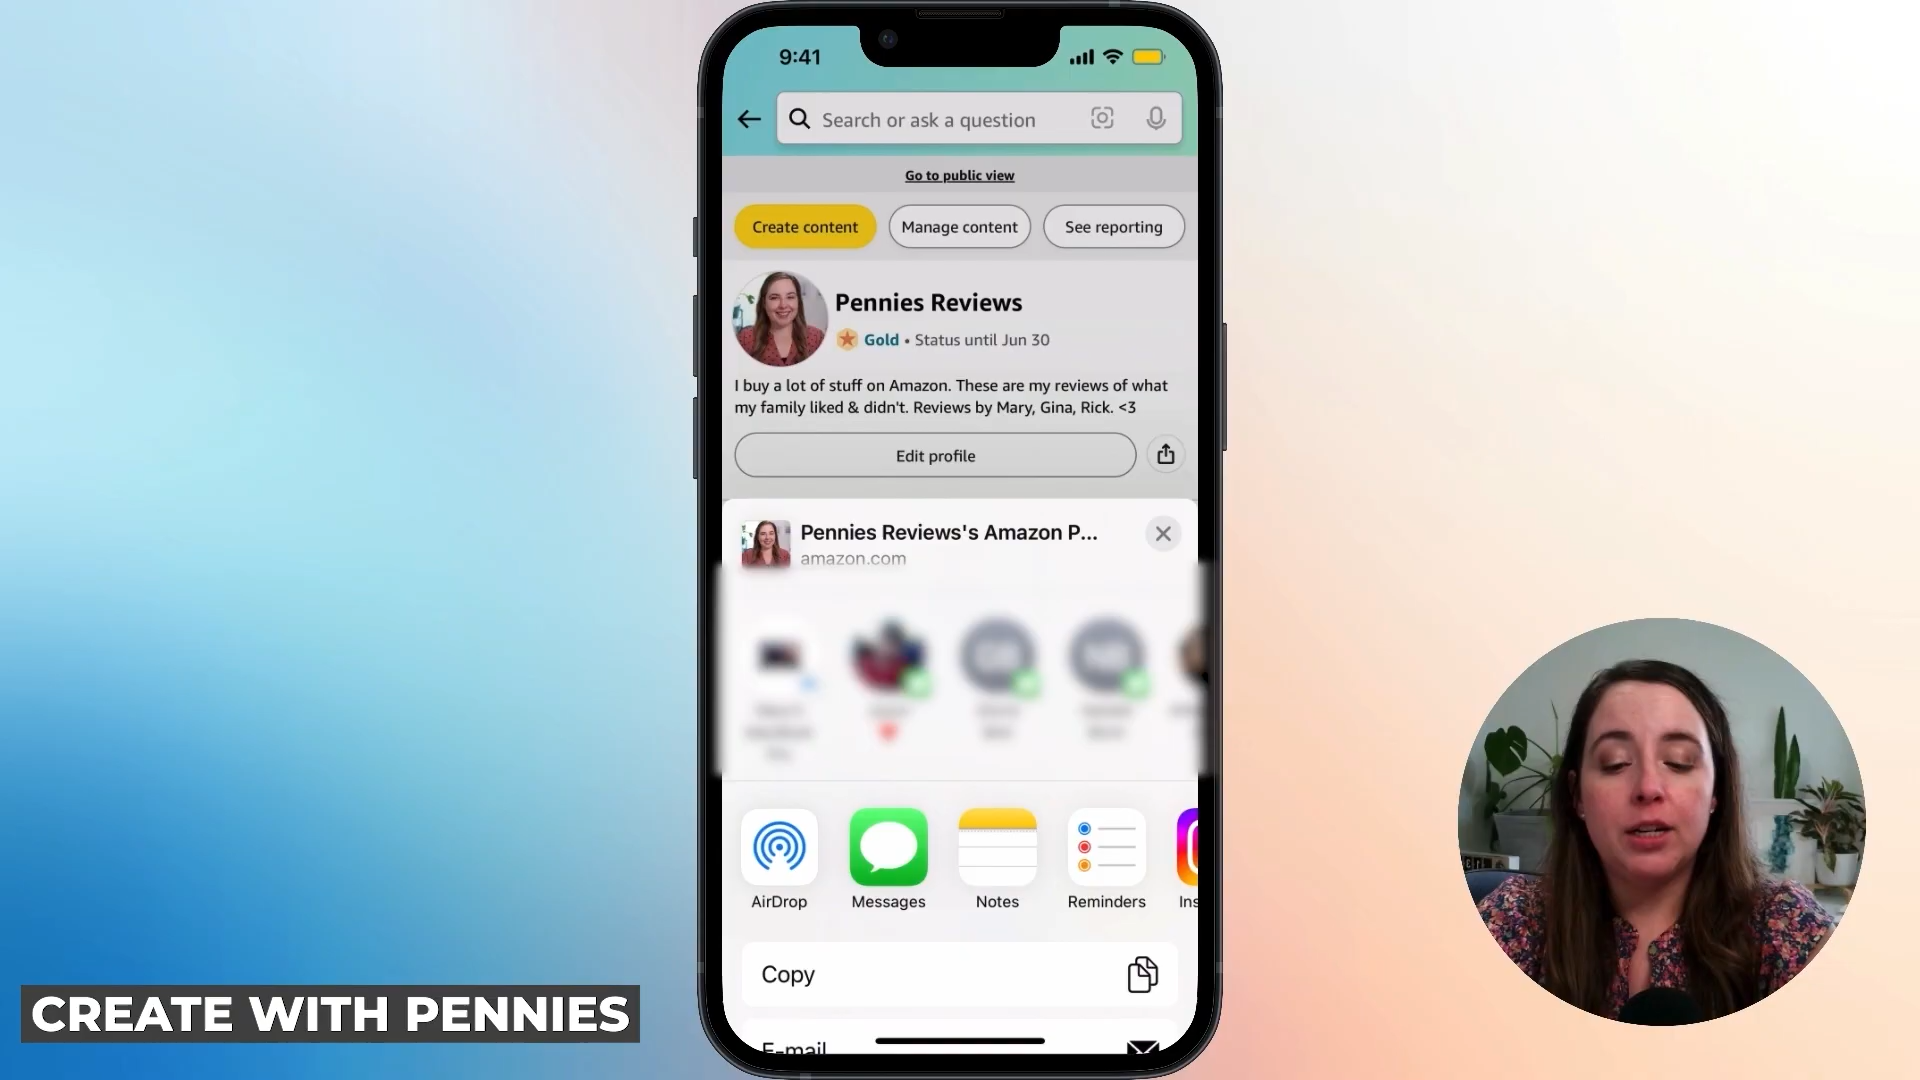 9:41
Search or ask a question
Go to public view
Create content
Manage content
See reporting
Pennies Reviews
Gold • Status until Jun 30
I buy a lot of stuff on Amazon. These are my reviews of what
my family liked & didn't. Reviews by Mary, Gina, Rick. <3
Edit profile
Pennies Reviews's Amazon P...
amazon.com
AirDrop
Messages
Notes
Reminders
Ins
Copy
E-mail
CREATE WITH PENNIES